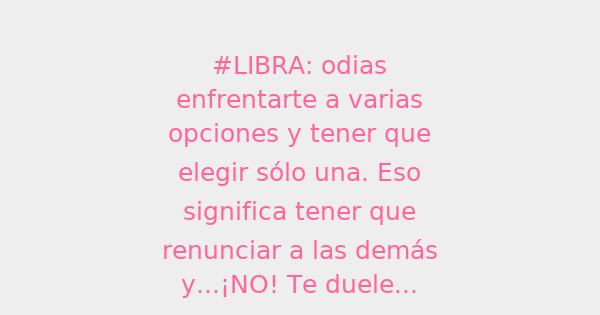 #LIBRA: odias
enfrentarte a varias
opciones y tener que
elegir sólo una. Eso
significa tener que
renunciar a las demás
y...¡NO! Te duele...